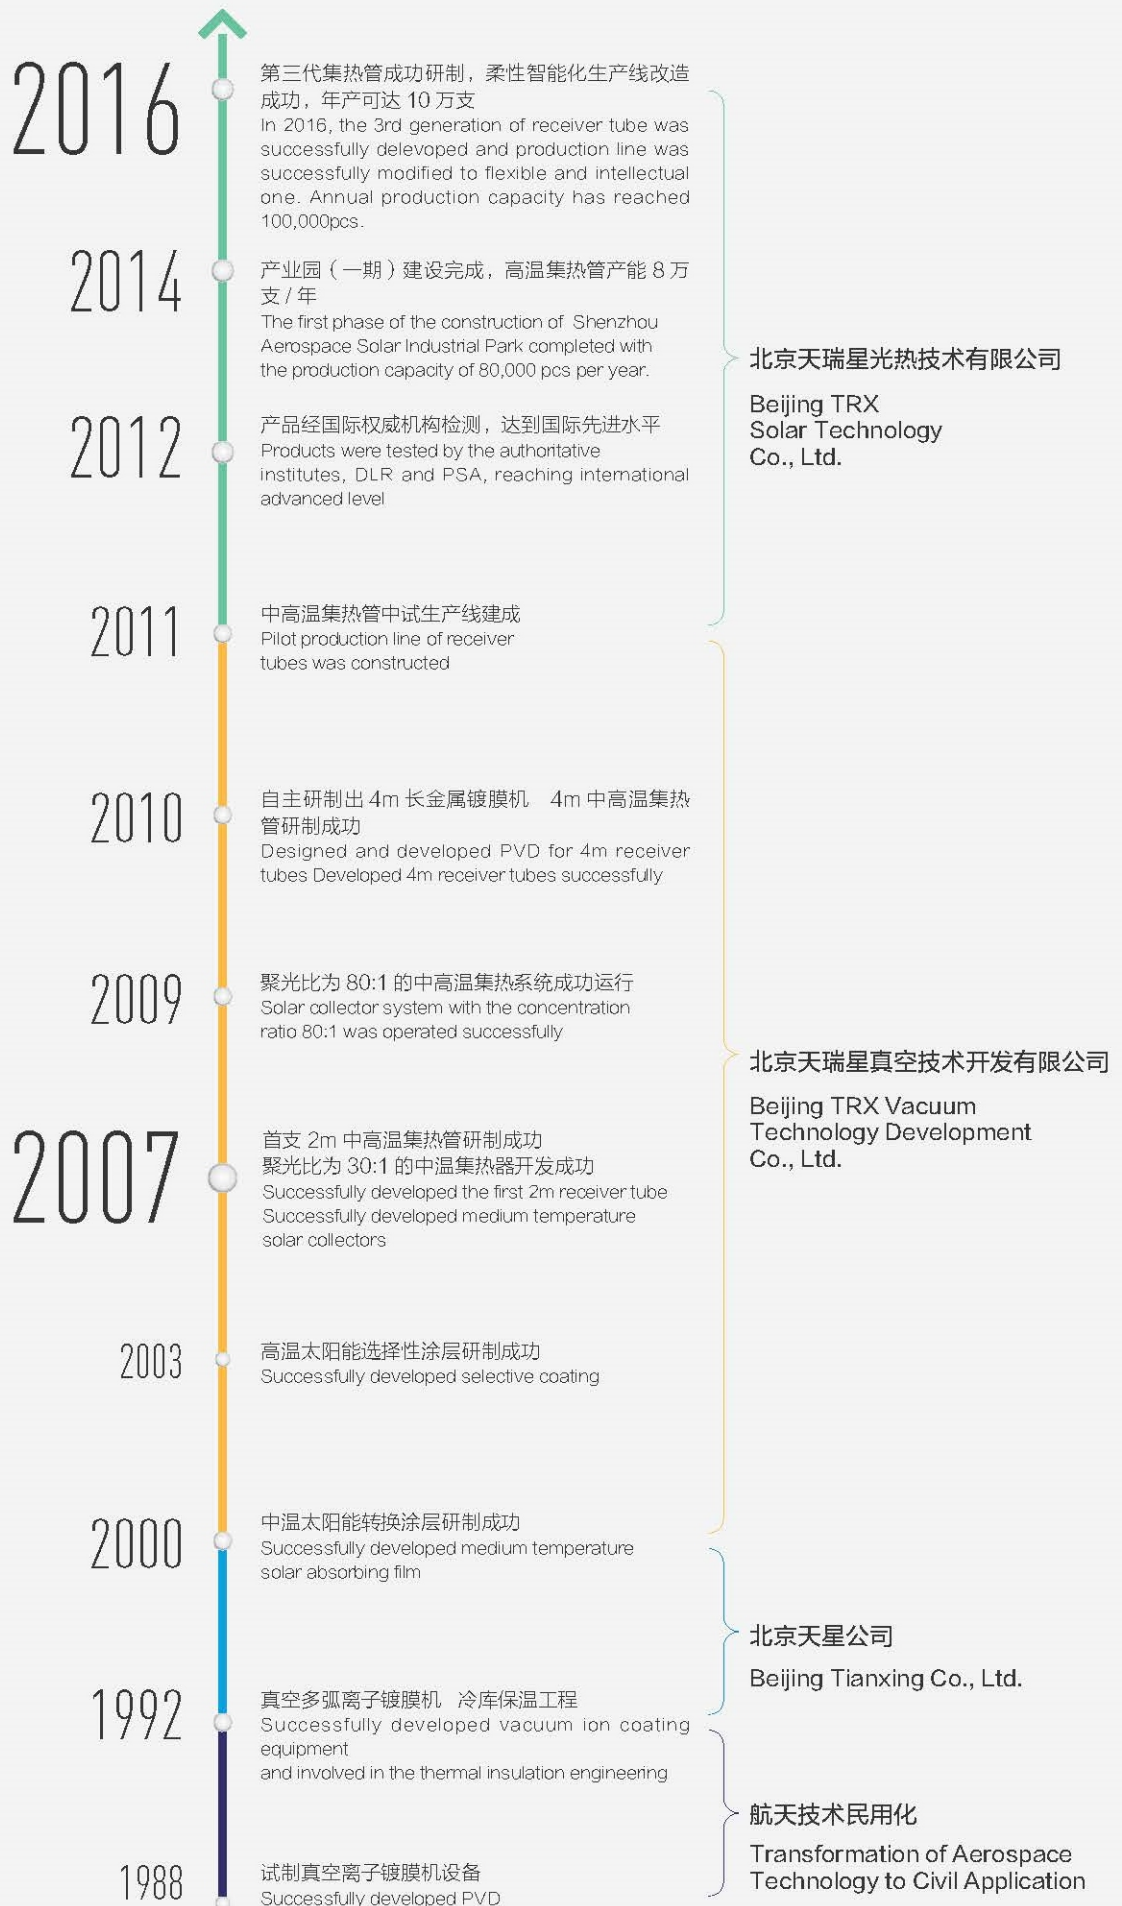 2016
第三代集热管成功研制，柔性智能化生产线改造
成功，年产可达 10 万支
In 2016, the 3rd generation of receiver tube was
successfully delevoped and production line was
successfully modified to flexible and intellectual
one. Annual production capacity has reached
100,000pcs.
2014
产业园（一期）建设完成，高温集热管产能 8 万
支 / 年
The first phase of the construction of Shenzhou
Aerospace Solar Industrial Park completed with
the production capacity of 80,000 pcs per year.
北京天瑞星光热技术有限公司
Beijing TRX
Solar Technology
Co., Ltd.
2012
产品经国际权威机构检测，达到国际先进水平
Products were tested by the authoritative
institutes, DLR and PSA, reaching international
advanced level
2011
中高温集热管中试生产线建成
Pilot production line of receiver
tubes was constructed
2010
自主研制出 4m 长金属镀膜机 4m 中高温集热
管研制成功
Designed and developed PVD for 4m receiver
tubes Developed 4m receiver tubes successfully
2009
聚光比为 80:1 的中高温集热系统成功运行
Solar collector system with the concentration
ratio 80:1 was operated successfully
北京天瑞星真空技术开发有限公司
Beijing TRX Vacuum
Technology Development
Co., Ltd.
2007
首支 2m 中高温集热管研制成功
聚光比为 30:1 的中温集热器开发成功
Successfully developed the first 2m receiver tube
Successfully developed medium temperature
solar collectors
2003
高温太阳能选择性涂层研制成功
Successfully developed selective coating
2000
中温太阳能转换涂层研制成功
Successfully developed medium temperature
solar absorbing film
北京天星公司
Beijing Tianxing Co., Ltd.
1992
真空多弧离子镀膜机 冷库保温工程
Successfully developed vacuum ion coating
equipment
and involved in the thermal insulation engineering
航天技术民用化
Transformation of Aerospace
Technology to Civil Application
1988
试制真空离子镀膜机设备
Successfully developed PVD